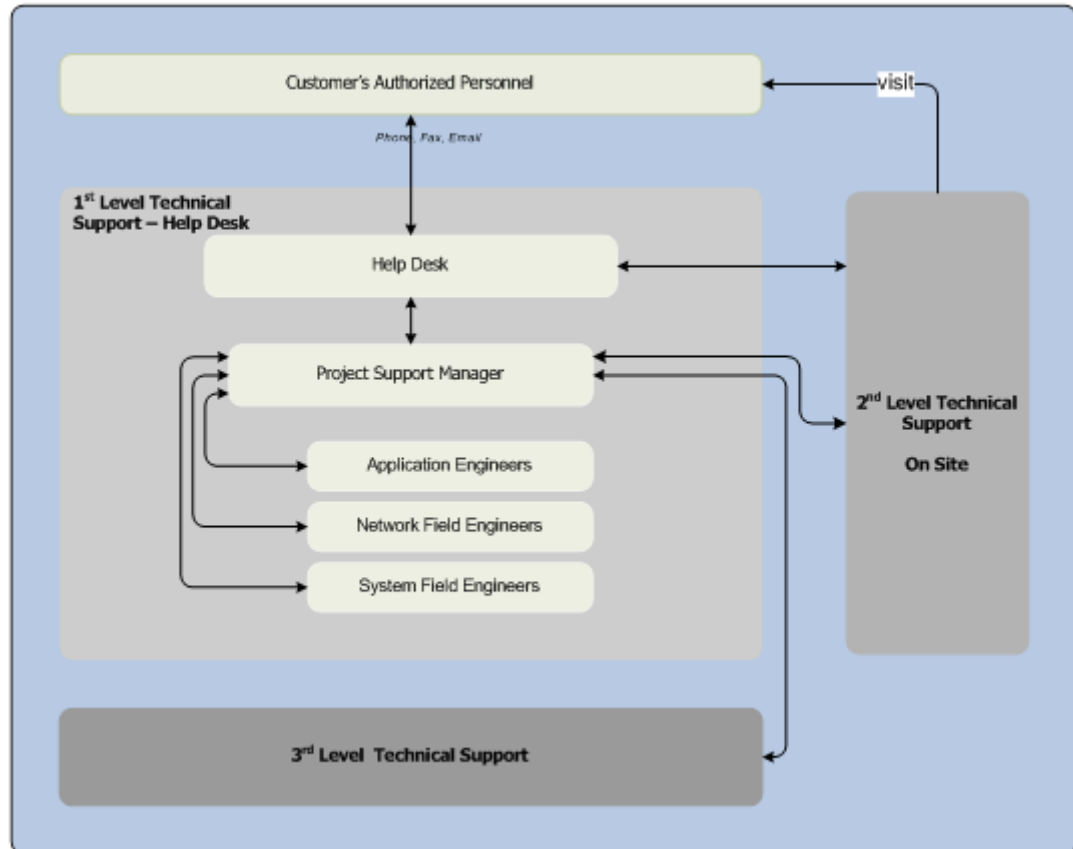 Customer's Authorized Personnel
visit
Phone, Fax, Email
1st Level Technical
Support – Help Desk
Help Desk
Project Support Manager
Application Engineers
Network Field Engineers
System Field Engineers
2nd Level Technical
Support
On Site
3rd Level Technical Support